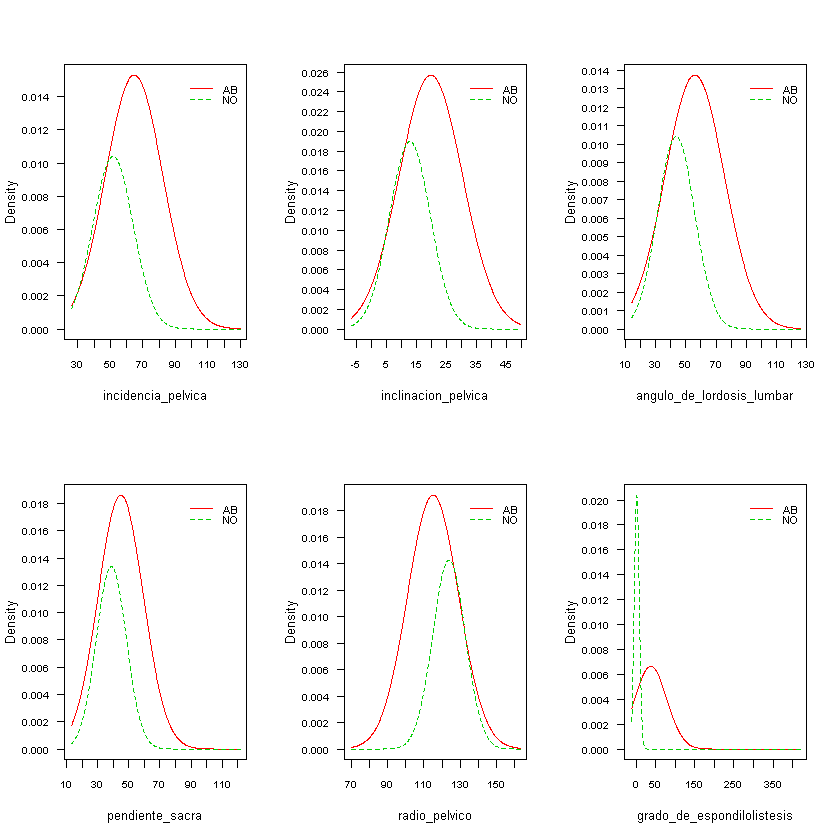 0.014
0.012
0.010
0.008
0.006
0.004
0.002
0.000
Density
AB
NO
30 50 70 90 110 130
incidencia_pelvica
0.026
0.024
0.022
0.020
0.018
0.016
0.014
0.012
0.010
0.008
0.006
0.004
0.002
0.000
Density
AB
NO
-5 5 15 25 35 45
inclinacion_pelvica
0.014
0.013
0.012
0.011
0.010
0.009
0.008
0.007
0.006
0.005
0.004
0.003
0.002
0.001
0.000
Density
AB
NO
10 30 50 70 90 110 130
angulo_de_lordosis_lumbar
0.018
0.016
0.014
0.012
0.010
0.008
0.006
0.004
0.002
0.000
Density
AB
NO
10 30 50 70 90 110
pendiente_sacra
0.018
0.016
0.014
0.012
0.010
0.008
0.006
0.004
0.002
0.000
Density
AB
NO
70 90 110 130 150
radio_pelvico
0.020
0.018
0.016
0.014
0.012
0.010
0.008
0.006
0.004
0.002
0.000
Density
AB
NO
0 50 150 250 350
grado_de_espondilolistesis